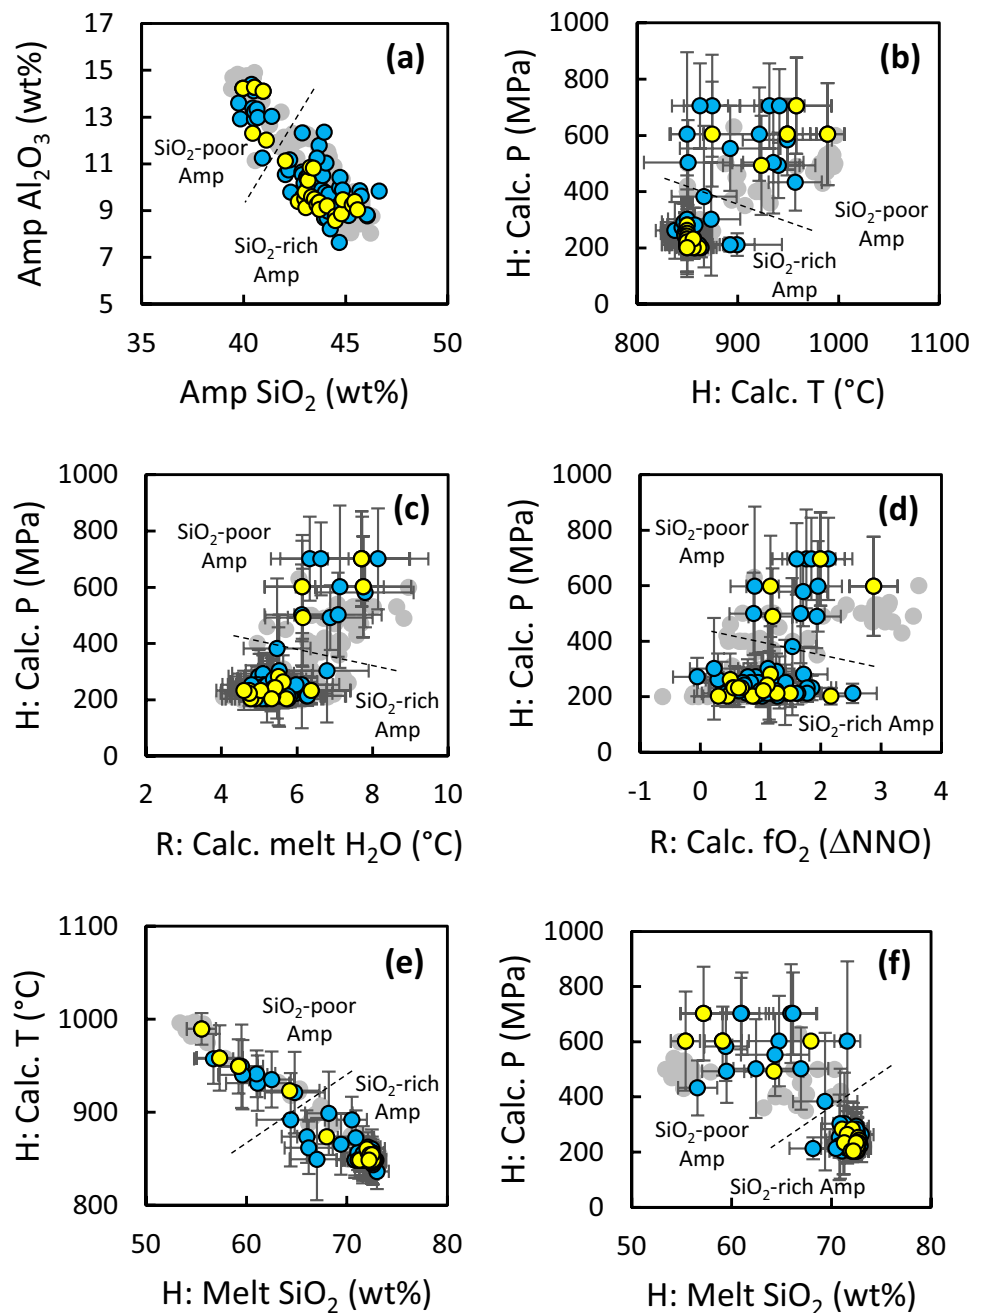 (a)
Amp Al2O3 (wt%)
17
15
13
11
9
7
5
SiO2-poor
Amp
SiO2-rich
Amp
35 40 45 50
Amp SiO2 (wt%)
(b)
H: Calc. P (MPa)
1000
800
600
400
200
0
SiO2-poor
Amp
SiO2-rich
Amp
800 900 1000 1100
H: Calc. T (°C)
(c)
H: Calc. P (MPa)
1000
800
600
400
200
0
SiO2-poor
Amp
SiO2-rich
Amp
2 4 6 8 10
R: Calc. melt H2O (°C)
(d)
H: Calc. P (MPa)
1000
800
600
400
200
0
SiO2-poor
Amp
SiO2-rich Amp
-1 0 1 2 3 4
R: Calc. fO2 (ΔNNO)
(e)
H: Calc. T (°C)
1100
1000
900
800
SiO2-poor
Amp
SiO2-rich
Amp
50 60 70 80
H: Melt SiO2 (wt%)
(f)
H: Calc. P (MPa)
1000
800
600
400
200
0
SiO2-poor
Amp
SiO2-rich Amp
50 60 70 80
H: Melt SiO2 (wt%)